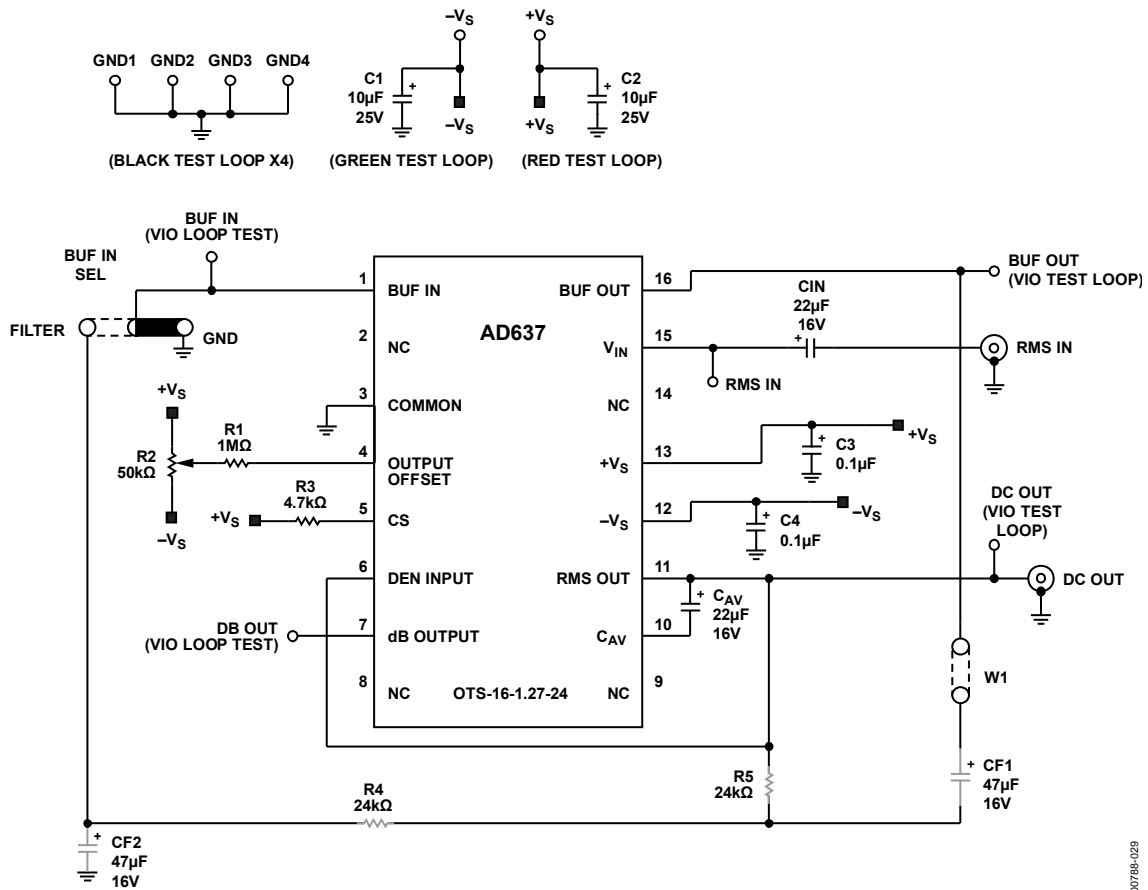 –VS
+VS
GND1 GND2 GND3 GND4
C1
10µF
25V
+
–VS
+VS
+
C2
10µF
25V
(BLACK TEST LOOP X4)
(GREEN TEST LOOP)
(RED TEST LOOP)
BUF IN
(VIO LOOP TEST)
BUF IN
SEL
FILTER
GND
1
BUF IN
2
NC
3
COMMON
4
OUTPUT
OFFSET
5
CS
6
DEN INPUT
7
dB OUTPUT
8
NC
AD637
OTS-16-1.27-24
16
BUF OUT
15
VIN
14
NC
13
+VS
12
–VS
11
RMS OUT
10
CAV
9
NC
+VS
R2
50kΩ
–VS
R1
1MΩ
R3
4.7kΩ
+VS
DB OUT
(VIO LOOP TEST)
BUF OUT
(VIO TEST LOOP)
CIN
22µF
16V
+
RMS IN
RMS IN
+
C3
0.1µF
+VS
+
C4
0.1µF
–VS
DC OUT
(VIO TEST
LOOP)
DC OUT
+
CAV
22µF
16V
W1
+
CF1
47µF
16V
R5
24kΩ
R4
24kΩ
+
CF2
47µF
16V
00788-029